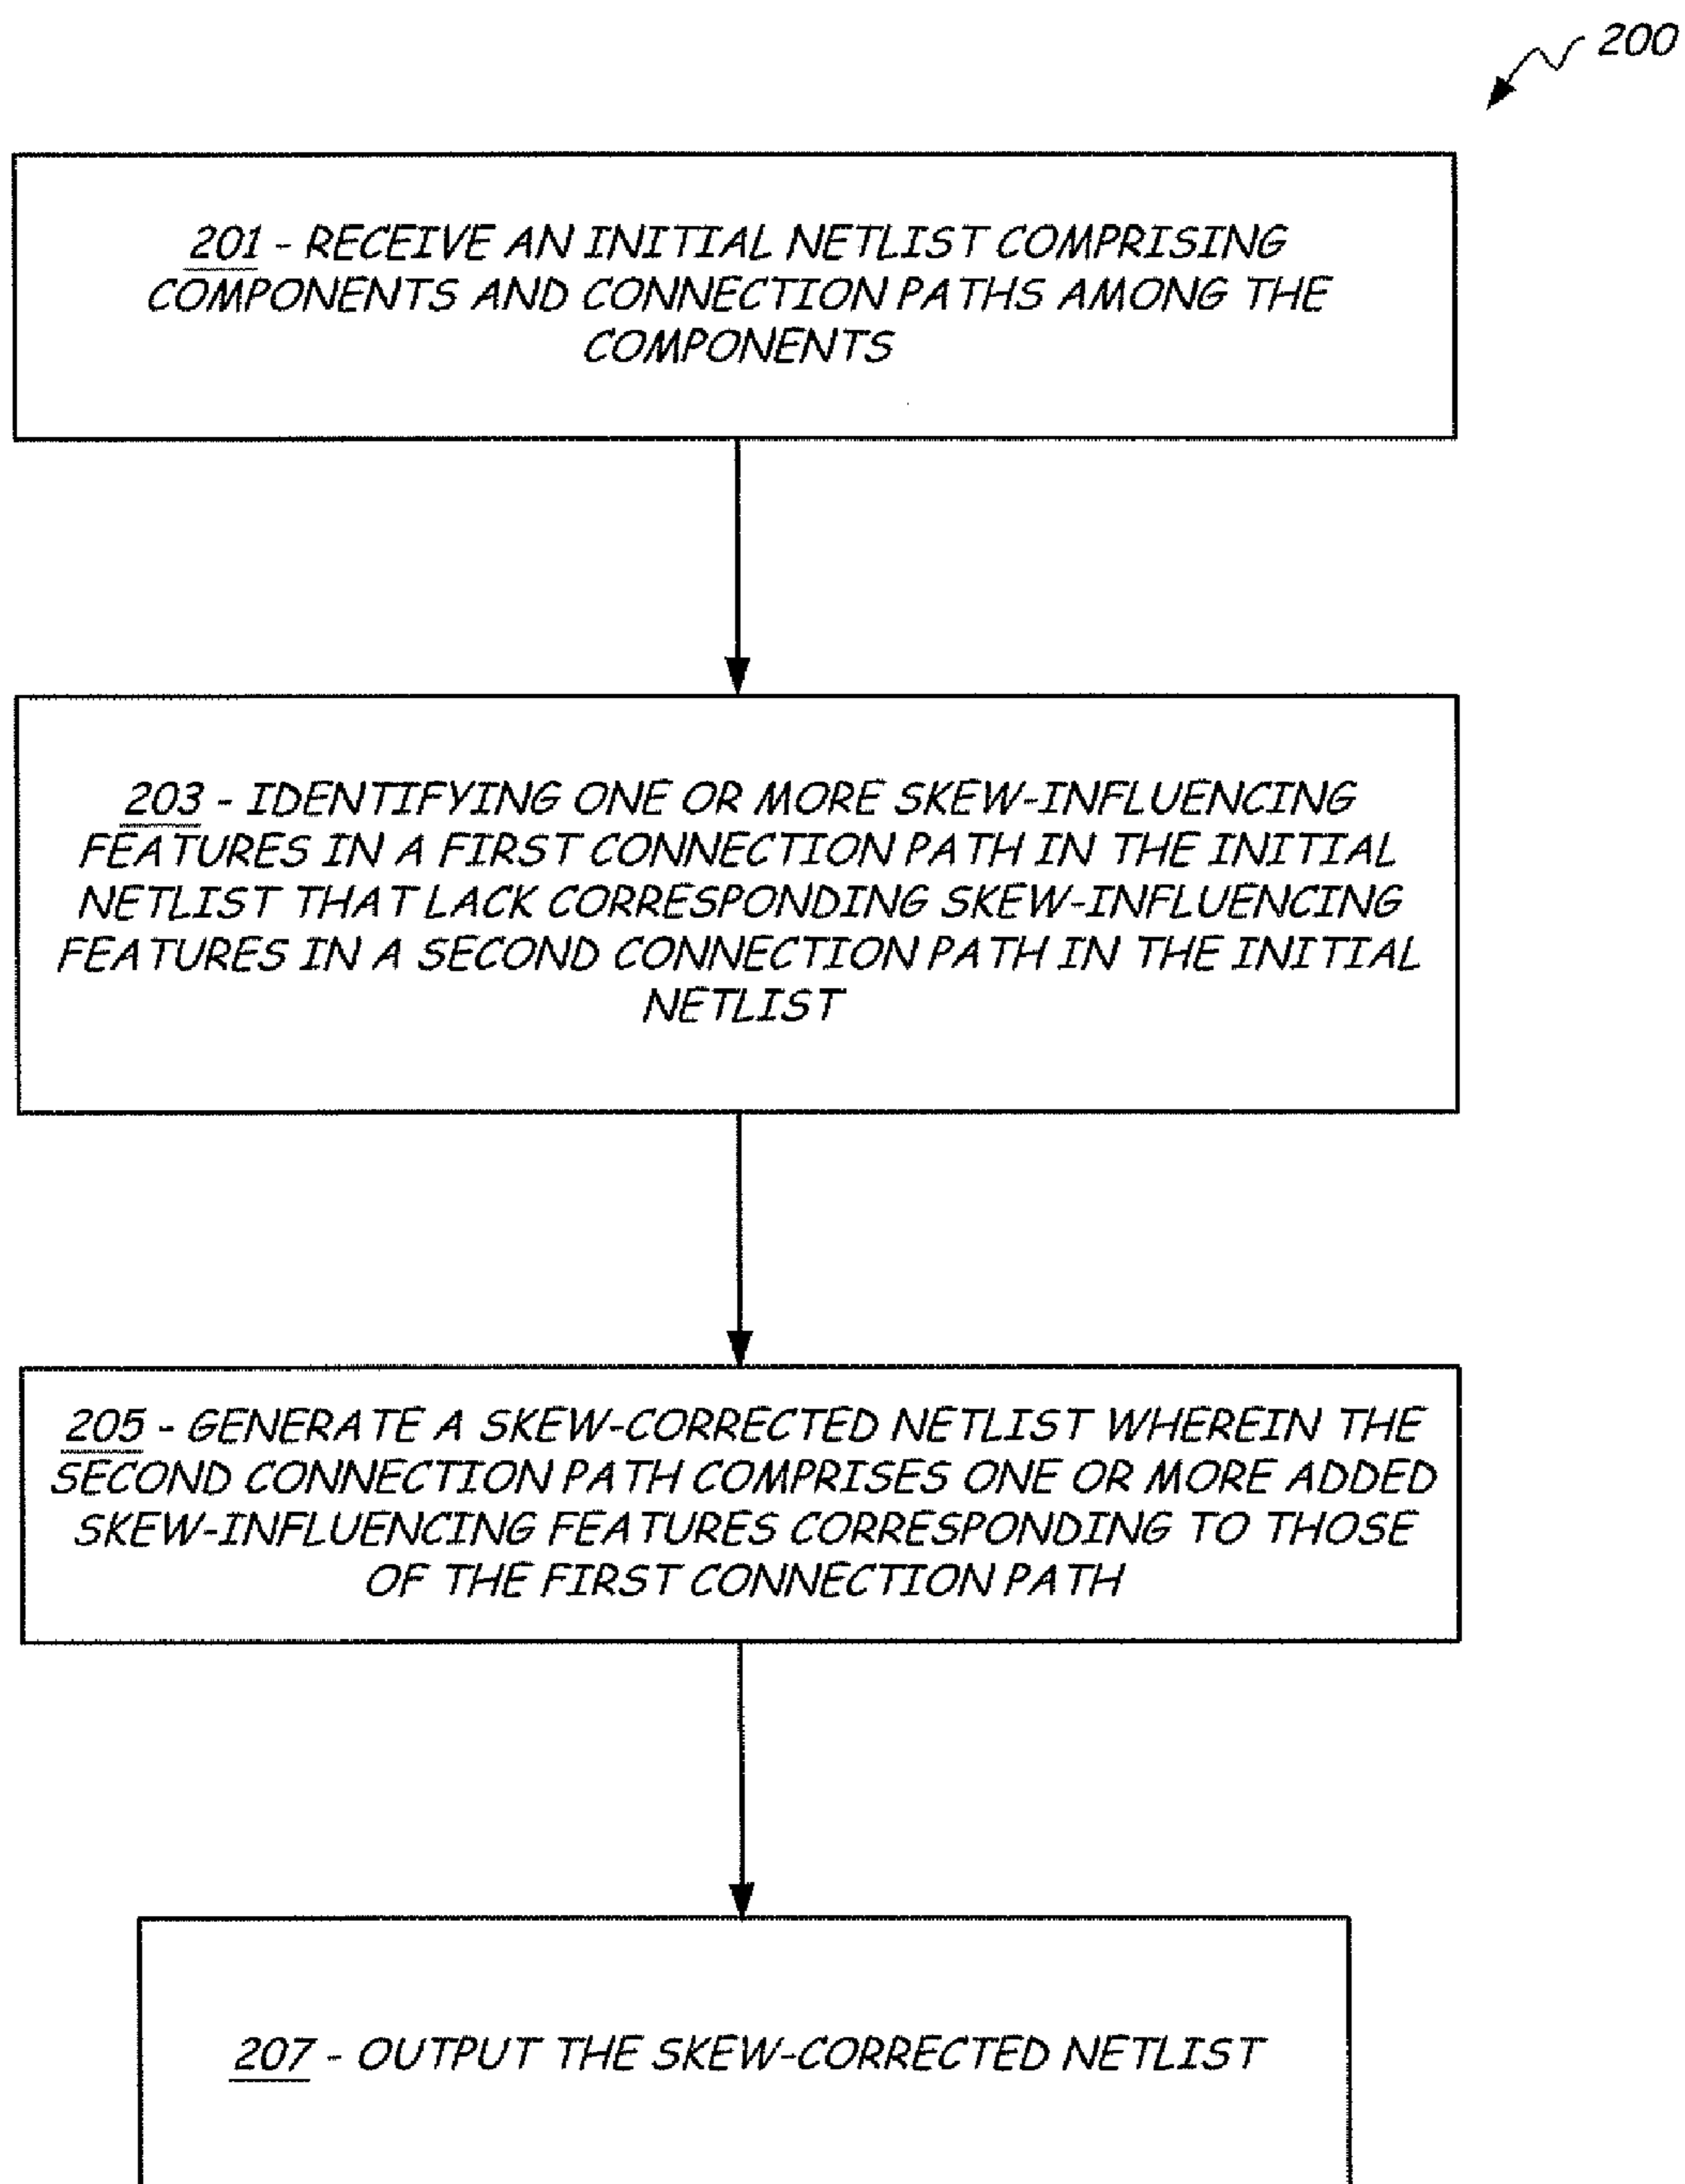 200
201 - RECEIVE AN INITIAL NETLIST COMPRISING
COMPONENTS AND CONNECTION PATHS AMONG THE
COMPONENTS
203 - IDENTIFYING ONE OR MORE SKEW-INFLUENCING
FEATURES IN A FIRST CONNECTION PATH IN THE INITIAL
NETLIST THAT LACK CORRESPONDING SKEW-INFLUENCING
FEATURES IN A SECOND CONNECTION PATH IN THE INITIAL
NETLIST
205 - GENERATE A SKEW-CORRECTED NETLIST WHEREIN THE
SECOND CONNECTION PATH COMPRISES ONE OR MORE ADDED
SKEW-INFLUENCING FEATURES CORRESPONDING TO THOSE
OF THE FIRST CONNECTION PATH
207 - OUTPUT THE SKEW-CORRECTED NETLIST